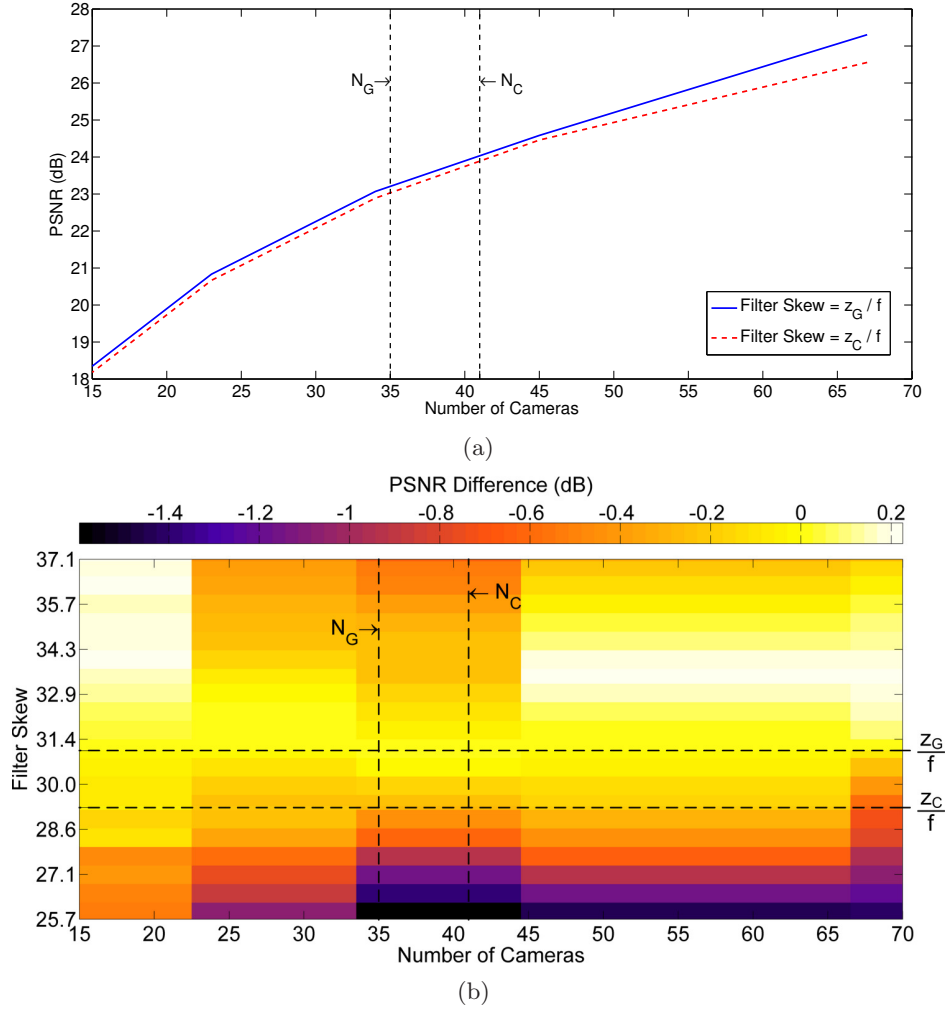 28
27
26
25
24
23
22
21
20
19
18
PSNR (dB)
N_G→
←N_C
Filter Skew = z_G / f
Filter Skew = z_C / f
15 20 25 30 35 40 45 50 55 60 65 70
Number of Cameras
(a)
PSNR Difference (dB)
-1.4 -1.2 -1 -0.8 -0.6 -0.4 -0.2 0 0.2
37.1
35.7
34.3
32.9
31.4
30.0
28.6
27.1
25.7
Filter Skew
←N_C
N_G→
z_G
f
z_C
f
15 20 25 30 35 40 45 50 55 60 65 70
Number of Cameras
(b)